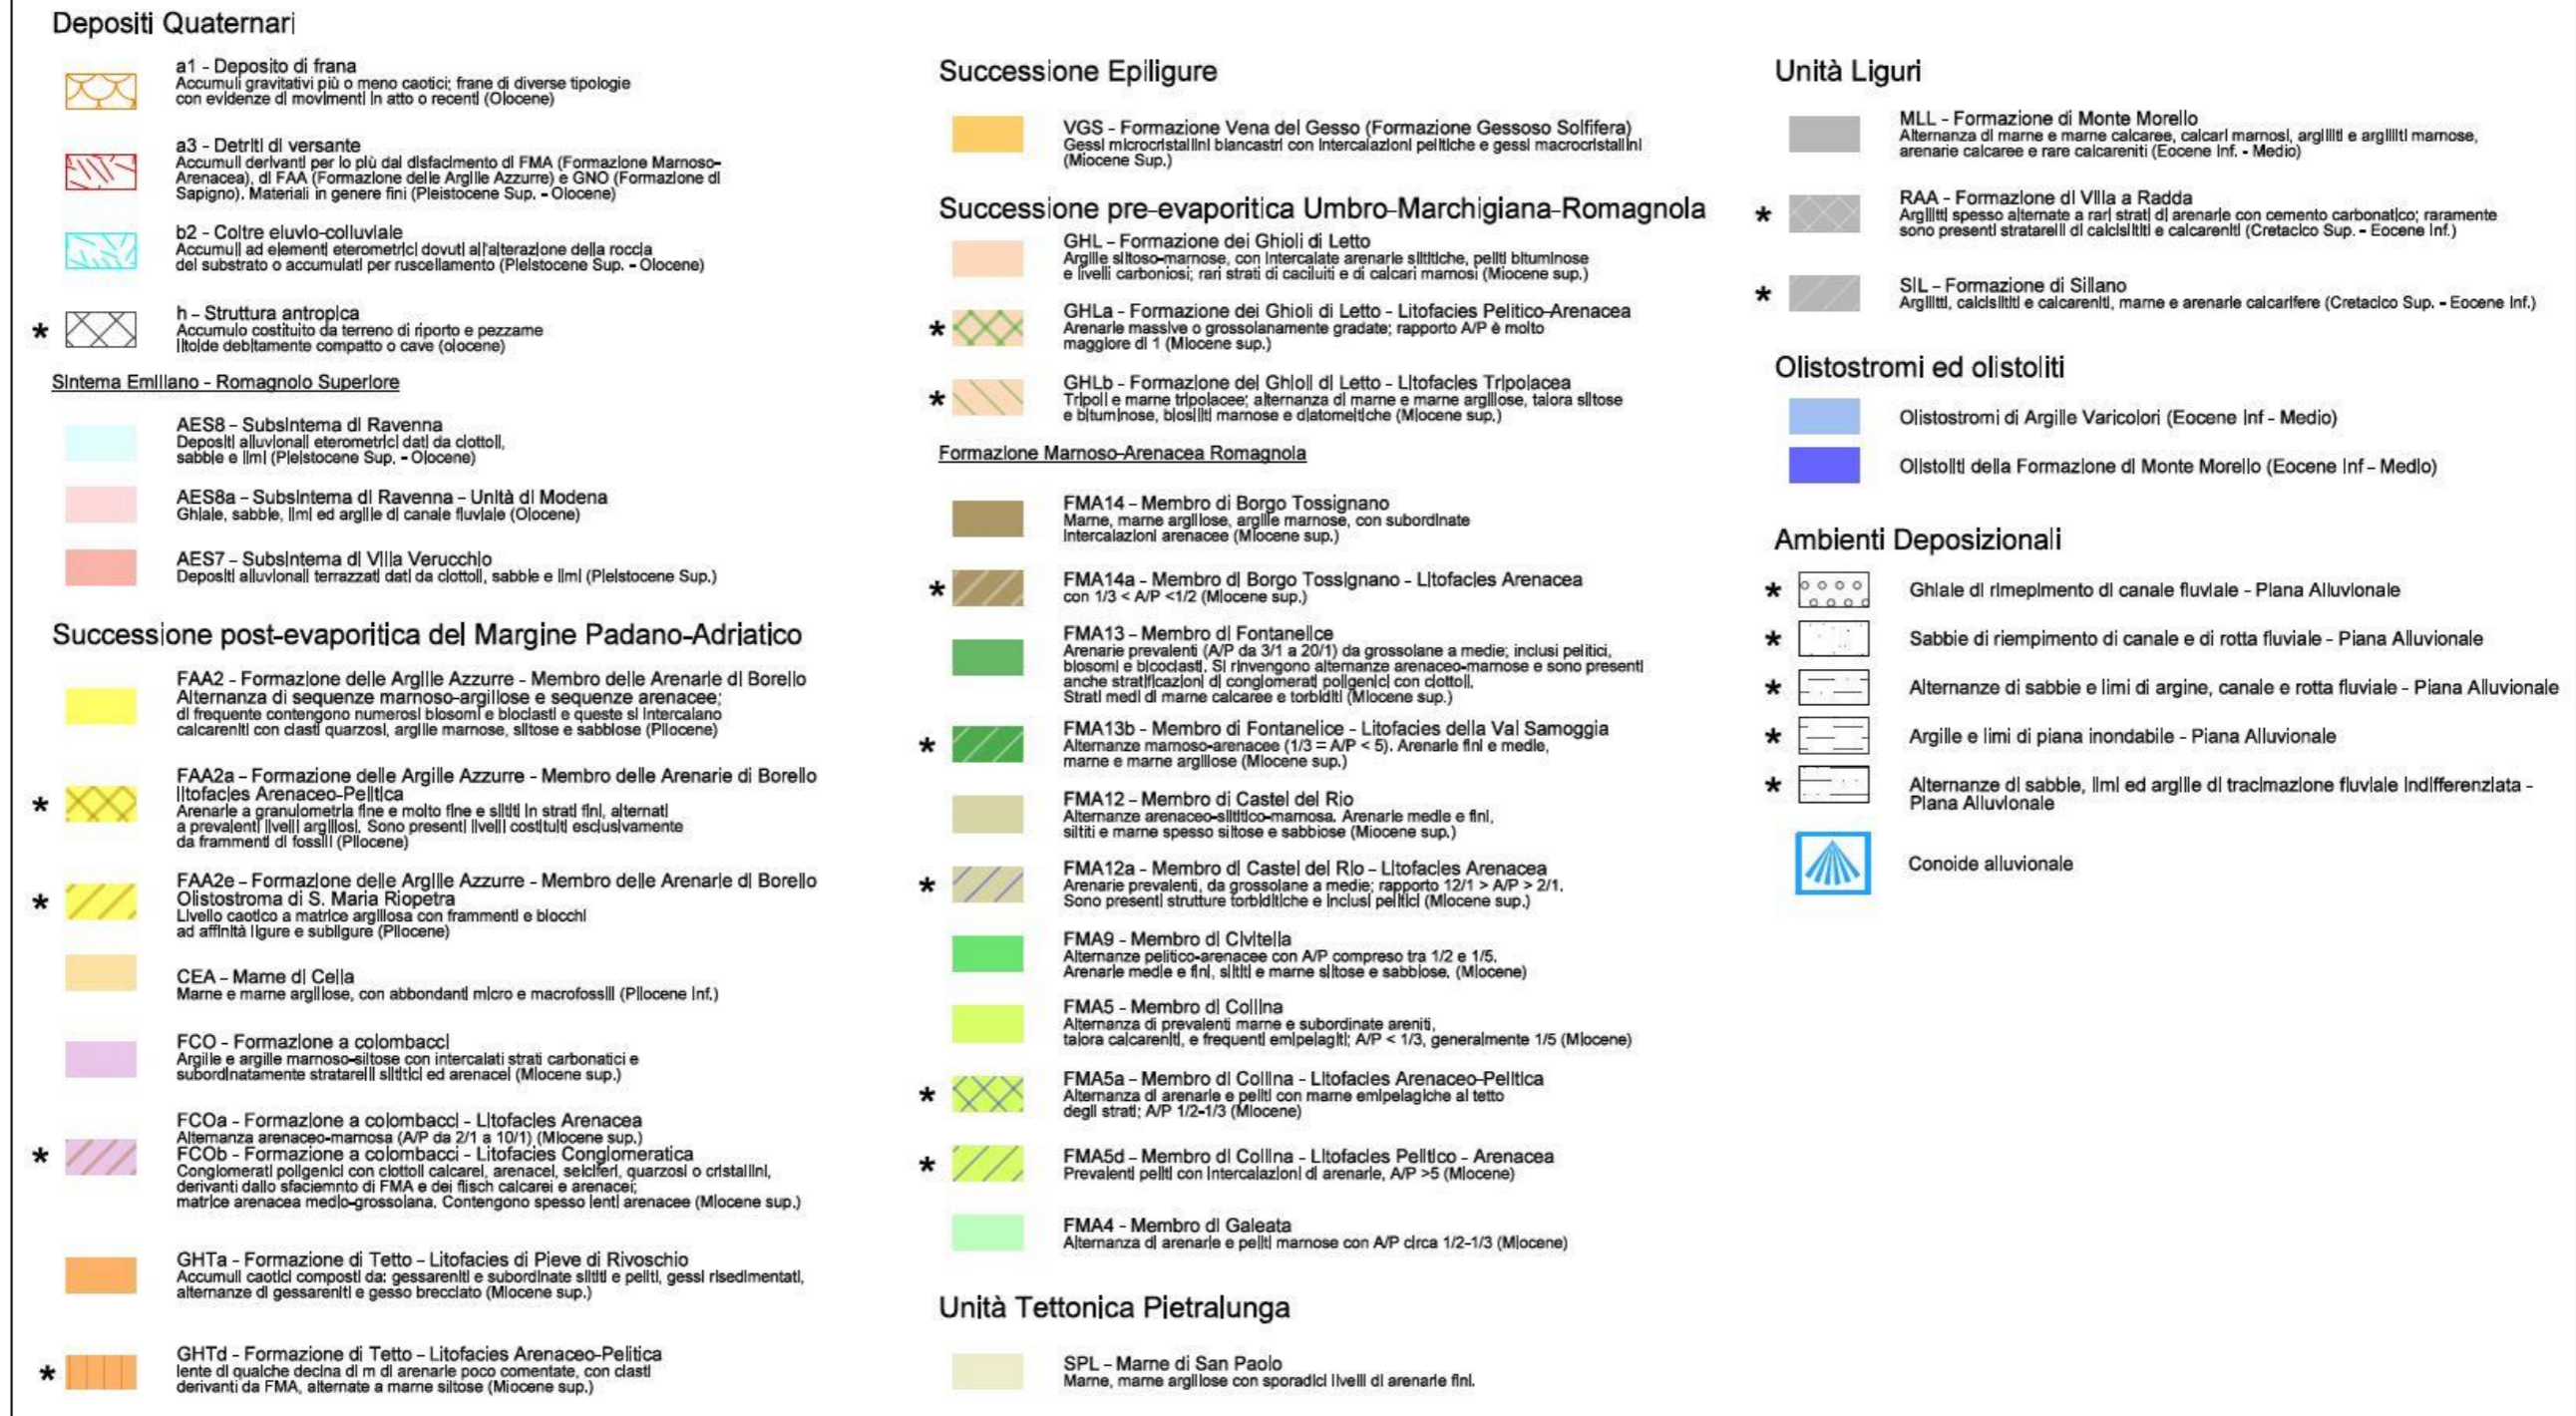 Depositi Quaternari
a1 - Deposito di frana
Accumuli gravitativi più o meno caotici; frane di diverse tipologie
con evidenze di movimenti in atto o recenti (Olocene)
a3 - Detriti di versante
Accumuli derivanti per lo più dal disfacimento di FMA (Formazione Marnoso-
Arenacea), di FAA (Formazione delle Argille Azzurre) e GNO (Formazione di
Sapigno). Materiali in genere fini (Pleistocene Sup. - Olocene)
b2 - Coltre eluvio-colluviale
Accumuli ad elementi eterometrici dovuti all'alterazione della roccia
del substrato o accumulati per ruscellamento (Pleistocene Sup. - Olocene)
* h - Struttura antropica
Accumulo costituito da terreno di riporto e pezzame
litoide debitamente compatto o cave (olocene)
Sintema Emiliano - Romagnolo Superiore
AES8 - Subsintema di Ravenna
Depositi alluvionali eterometrici dati da ciottoli,
sabbie e limi (Pleistocene Sup. - Olocene)
AES8a - Subsintema di Ravenna - Unità di Modena
Ghiaie, sabbie, limi ed argille di canale fluviale (Olocene)
AES7 - Subsintema di Villa Verucchio
Depositi alluvionali terrazzati dati da ciottoli, sabbie e limi (Pleistocene Sup.)
Successione post-evaporitica del Margine Padano-Adriatico
FAA2 - Formazione delle Argille Azzurre - Membro delle Arenarie di Borello
Alternanza di sequenze marnoso-argillose e sequenze arenacee;
di frequente contengono numerosi biosomi e bioclasti e queste si intercalano
calcareniti con clasti quarzosi, argille marnose, siltose e sabbiose (Pliocene)
* FAA2a - Formazione delle Argille Azzurre - Membro delle Arenarie di Borello
litofacies Arenaceo-Pelitica
Arenarie a granulometria fine e molto fine e siltiti in strati fini, alternati
a prevalenti livelli argillosi. Sono presenti livelli costituiti esclusivamente
da frammenti di fossili (Pliocene)
* FAA2e - Formazione delle Argille Azzurre - Membro delle Arenarie di Borello
Olistostroma di S. Maria Riopetra
Livello caotico a matrice argillosa con frammenti e blocchi
ad affinità ligure e subligure (Pliocene)
CEA - Marne di Cella
Marne e marne argillose, con abbondanti micro e macrofossili (Pliocene Inf.)
FCO - Formazione a colombacci
Argille e argille marnoso-siltose con intercalati strati carbonatici e
subordinatamente stratarelli siltitici ed arenacei (Miocene sup.)
* FCOa - Formazione a colombacci - Litofacies Arenacea
Alternanza arenaceo-marnosa (A/P da 2/1 a 10/1) (Miocene sup.)
FCOb - Formazione a colombacci - Litofacies Conglomeratica
Conglomerati poligenici con ciottoli calcarei, arenacei, selciferi, quarzosi o cristallini,
derivanti dallo sfaciemnto di FMA e dei flisch calcarei e arenacei;
matrice arenacea medio-grossolana. Contengono spesso lenti arenacee (Miocene sup.)
GHTa - Formazione di Tetto - Litofacies di Pieve di Rivoschio
Accumuli caotici composti da: gessareniti e subordinate siltiti e peliti, gessi risedimentati,
alternanze di gessareniti e gesso brecciato (Miocene sup.)
* GHTd - Formazione di Tetto - Litofacies Arenaceo-Pelitica
lente di qualche decina di m di arenarie poco comentate, con clasti
derivanti da FMA, alternate a marne siltose (Miocene sup.)
Successione Epiligure
VGS - Formazione Vena del Gesso (Formazione Gessoso Solfifera)
Gessi microcristallini biancastri con intercalazioni pelitiche e gessi macrocristallini
(Miocene Sup.)
Successione pre-evaporitica Umbro-Marchigiana-Romagnola
GHL - Formazione dei Ghioli di Letto
Argille siltoso-marnose, con intercalate arenarie siltitiche, peliti bituminose
e livelli carboniosi; rari strati di caciluiti e di calcari marnosi (Miocene sup.)
* GHLa - Formazione dei Ghioli di Letto - Litofacies Pelitico-Arenacea
Arenarie massive o grossolanamente gradate; rapporto A/P è molto
maggiore di 1 (Miocene sup.)
* GHLb - Formazione dei Ghioli di Letto - Litofacies Tripolacea
Tripoli e marne tripolacee; alternanza di marne e marne argillose, talora siltose
e bituminose, biosiltti marnose e diatomeitiche (Miocene sup.)
Formazione Marnoso-Arenacea Romagnola
FMA14 - Membro di Borgo Tossignano
Marne, marne argillose, argille marnose, con subordinate
intercalazioni arenacee (Miocene sup.)
* FMA14a - Membro di Borgo Tossignano - Litofacies Arenacea
con 1/3 < A/P <1/2 (Miocene sup.)
FMA13 - Membro di Fontanelice
Arenarie prevalenti (A/P da 3/1 a 20/1) da grossolane a medie; inclusi pelitici,
biosomi e bicoclasti. Si rinvengono alternanze arenaceo-marnose e sono presenti
anche stratificazioni di conglomerati poligenici con ciottoli.
Strati medi di marne calcaree e torbiditi (Miocene sup.)
* FMA13b - Membro di Fontanelice - Litofacies della Val Samoggia
Alternanze marnoso-arenacee (1/3 = A/P < 5). Arenarie fini e medie,
marne e marne argillose (Miocene sup.)
FMA12 - Membro di Castel del Rio
Alternanze arenaceo-siltitico-marnosa. Arenarie medie e fini,
siltiti e marne spesso siltose e sabbiose (Miocene sup.)
* FMA12a - Membro di Castel del Rio - Litofacies Arenacea
Arenarie prevalenti, da grossolane a medie; rapporto 12/1 > A/P > 2/1.
Sono presenti strutture torbiditiche e inclusi pelitici (Miocene sup.)
FMA9 - Membro di Civitella
Alternanze pelitico-arenacee con A/P compreso tra 1/2 e 1/5.
Arenarie medie e fini, siltiti e marne siltose e sabbiose. (Miocene)
FMA5 - Membro di Collina
Alternanza di prevalenti marne e subordinate areniti,
talora calcareniti, e frequenti emipelagiti; A/P < 1/3, generalmente 1/5 (Miocene)
* FMA5a - Membro di Collina - Litofacies Arenaceo-Pelitica
Alternanza di arenarie e peliti con marne emipelagiche al tetto
degli strati; A/P 1/2-1/3 (Miocene)
* FMA5d - Membro di Collina - Litofacies Pelitico - Arenacea
Prevalenti peliti con intercalazioni di arenarie, A/P >5 (Miocene)
FMA4 - Membro di Galeata
Alternanza di arenarie e peliti marnose con A/P circa 1/2-1/3 (Miocene)
Unità Tettonica Pietralunga
SPL - Marne di San Paolo
Marne, marne argillose con sporadici livelli di arenarie fini.
Unità Liguri
MLL - Formazione di Monte Morello
Alternanza di marne e marne calcaree, calcari marnosi, argilliti e argilliti marnose,
arenarie calcaree e rare calcareniti (Eocene Inf. - Medio)
* RAA - Formazione di Villa a Radda
Argilliti spesso alternate a rari strati di arenarie con cemento carbonatico; raramente
sono presenti stratarelli di calcisiltiti e calcareniti (Cretacico Sup. - Eocene Inf.)
* SIL - Formazione di Sillano
Argilliti, calcisiltiti e calcareniti, marne e arenarie calcarifere (Cretacico Sup. - Eocene Inf.)
Olistostromi ed olistoliti
Olistostromi di Argille Varicolori (Eocene Inf - Medio)
Olistoliti della Formazione di Monte Morello (Eocene Inf - Medio)
Ambienti Deposizionali
* Ghiaie di rimepimento di canale fluviale - Piana Alluvionale
* Sabbie di riempimento di canale e di rotta fluviale - Piana Alluvionale
* Alternanze di sabbie e limi di argine, canale e rotta fluviale - Piana Alluvionale
* Argille e limi di piana inondabile - Piana Alluvionale
* Alternanze di sabbie, limi ed argille di tracimazione fluviale indifferenziata -
Piana Alluvionale
Conoide alluvionale